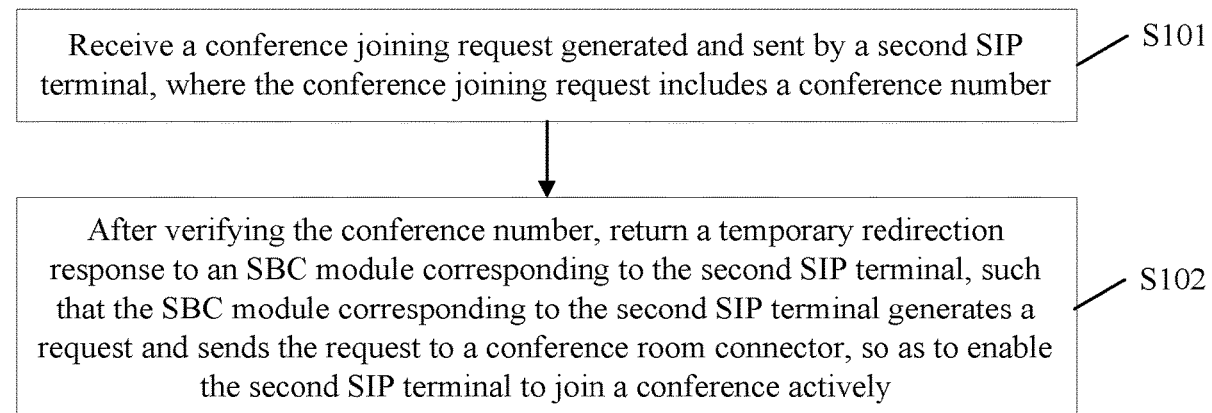 Receive a conference joining request generated and sent by a second SIP
terminal, where the conference joining request includes a conference number
S101
After verifying the conference number, return a temporary redirection
response to an SBC module corresponding to the second SIP terminal, such
that the SBC module corresponding to the second SIP terminal generates a
request and sends the request to a conference room connector, so as to enable
the second SIP terminal to join a conference actively
S102